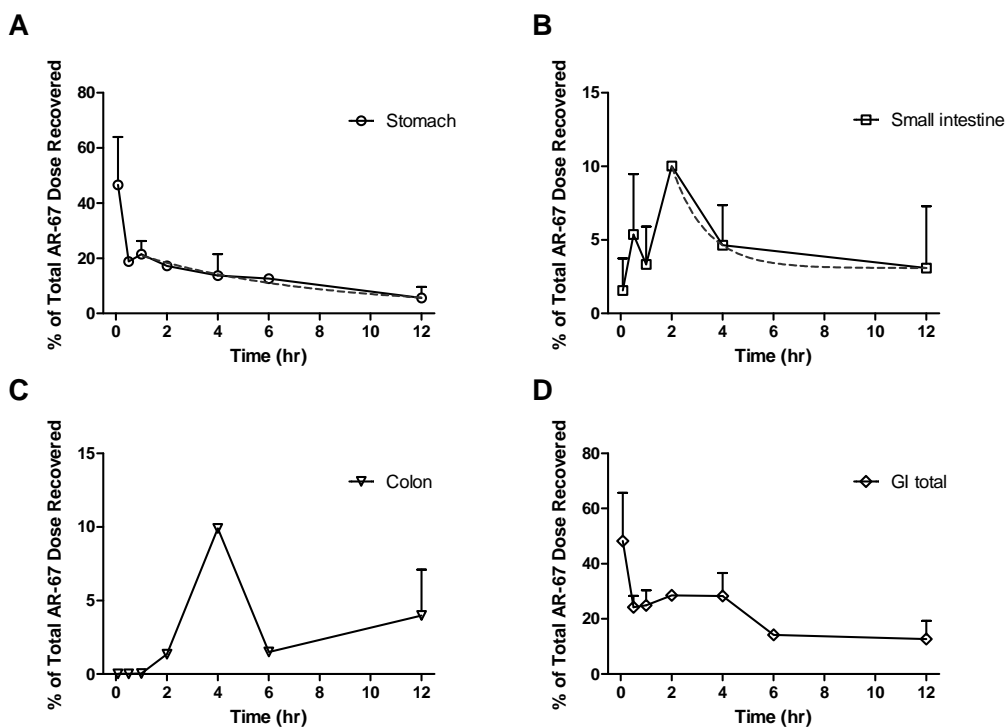 A
% of Total AR-67 Dose Recovered
80
60
40
20
0
Stomach
0 2 4 6 8 10 12
Time (hr)
B
% of Total AR-67 Dose Recovered
15
10
5
0
Small intestine
0 2 4 6 8 10 12
Time (hr)
C
% of Total AR-67 Dose Recovered
15
10
5
0
Colon
0 2 4 6 8 10 12
Time (hr)
D
% of Total AR-67 Dose Recovered
80
60
40
20
0
GI total
0 2 4 6 8 10 12
Time (hr)